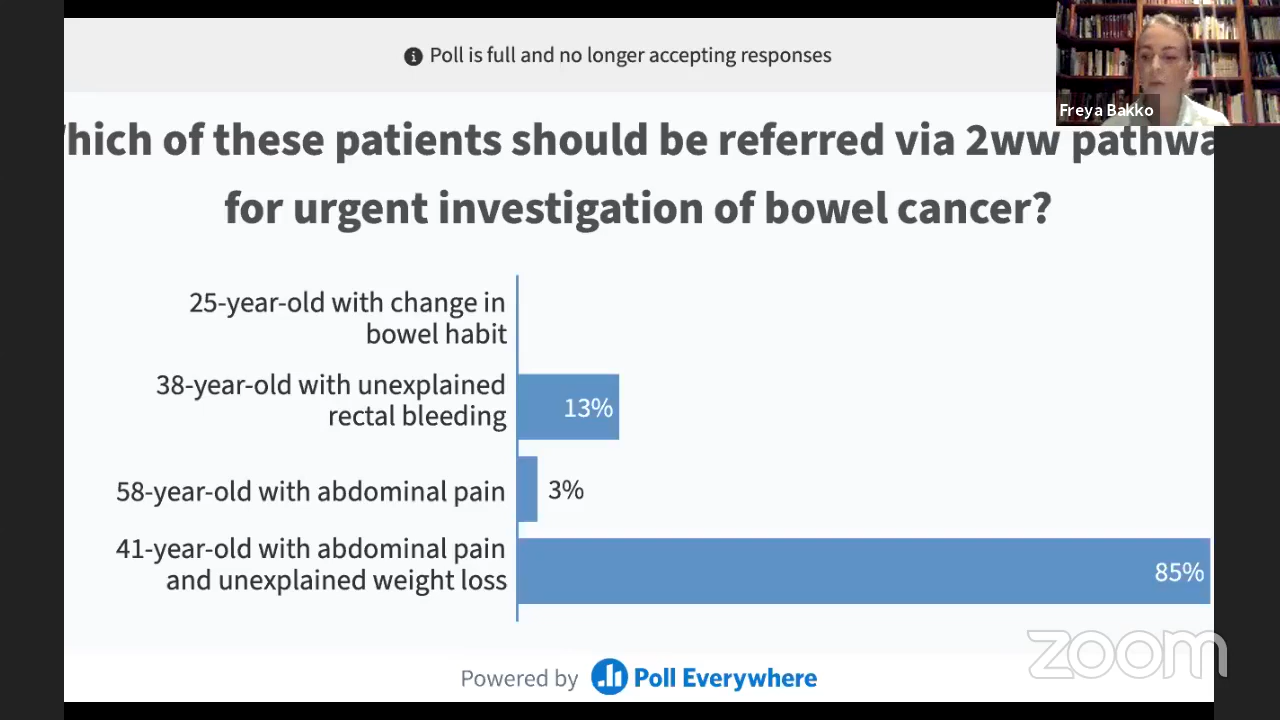 Poll is full and no longer accepting responses
Freya Bakko
hich of these patients should be referred via 2ww pathwa
for urgent investigation of bowel cancer?
25-year-old with change in
bowel habit
38-year-old with unexplained
rectal bleeding
13%
58-year-old with abdominal pain
3%
41-year-old with abdominal pain
and unexplained weight loss
85%
zoom
Powered by Poll Everywhere